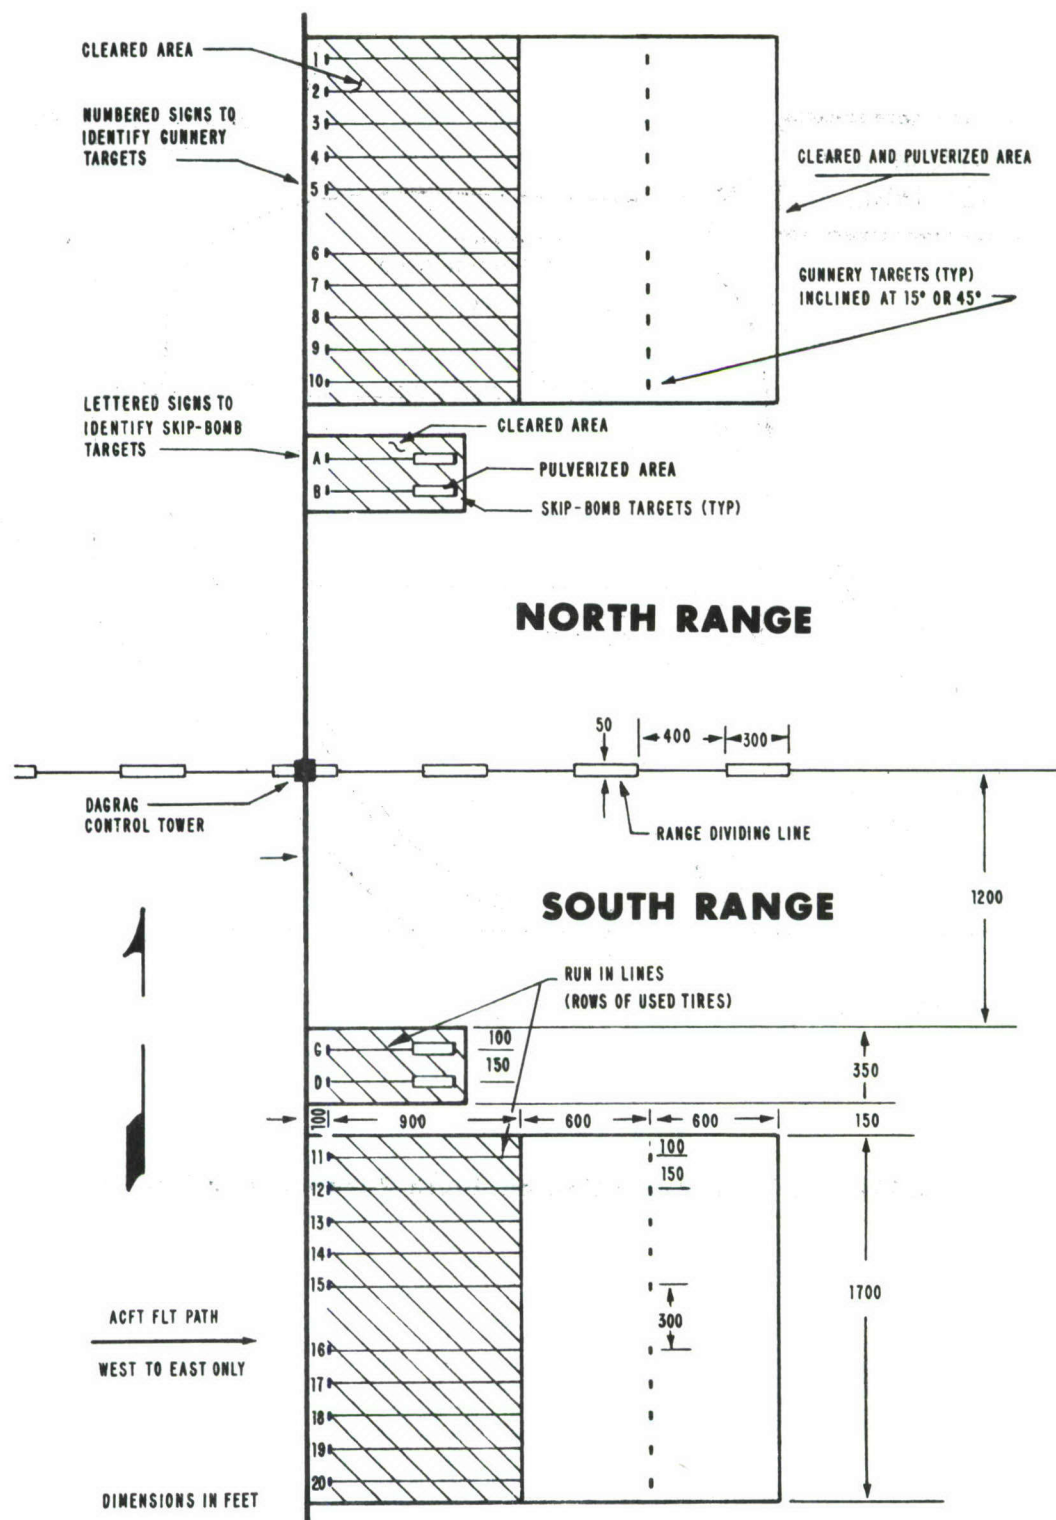 CLEARED AREA
NUMBERED SIGNS TO
IDENTIFY GUNNERY
TARGETS
1
2
3
4
5
6
7
8
9
10
CLEARED AND PULVERIZED AREA
GUNNERY TARGETS (TYP)
INCLINED AT 15° OR 45°
LETTERED SIGNS TO
IDENTIFY SKIP-BOMB
TARGETS
A
B
CLEARED AREA
PULVERIZED AREA
SKIP-BOMB TARGETS (TYP)
NORTH RANGE
50
400
300
DAGRAG
CONTROL TOWER
RANGE DIVIDING LINE
1200
SOUTH RANGE
RUN IN LINES
(ROWS OF USED TIRES)
C
D
100
150
350
100
900
600
600
150
11
12
13
14
15
16
17
18
19
20
100
150
300
1700
ACFT FLT PATH
WEST TO EAST ONLY
DIMENSIONS IN FEET